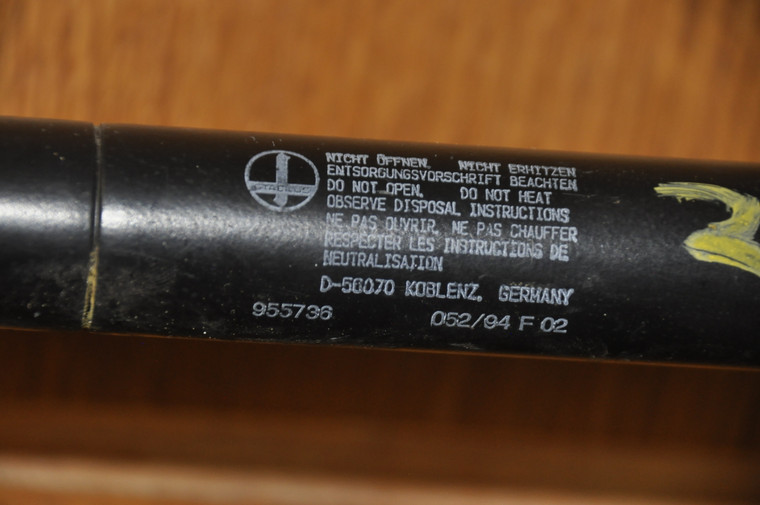 STABILUS
NICHT ÖFFNEN. NICHT ERHITZEN
ENTSORGUNGSVORSCHRIFT BEACHTEN
DO NOT OPEN. DO NOT HEAT
OBSERVE DISPOSAL INSTRUCTIONS
NE PAS OUVRIR. NE PAS CHAUFFER
RESPECTER LES INSTRUCTIONS DE
NEUTRALISATION
D-56070 KOBLENZ. GERMANY
955736 052/94 F 02